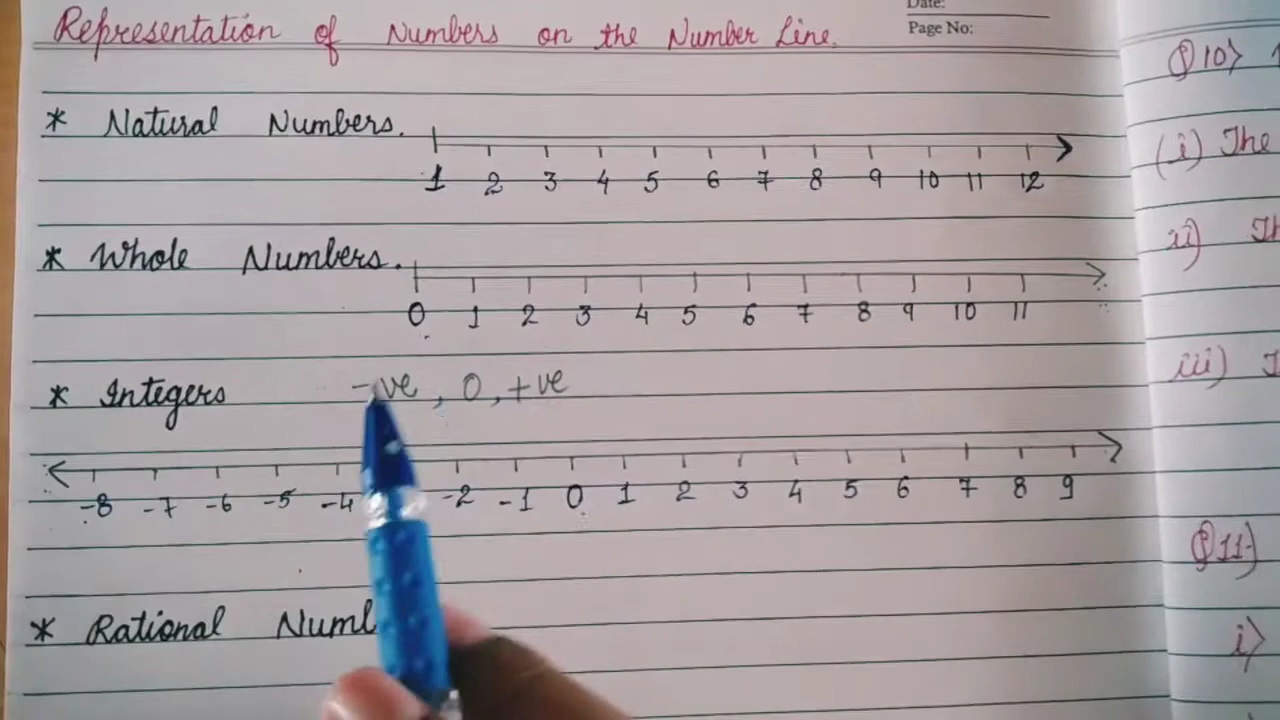 Date:
Page No:
Representation of Numbers on the Number Line.
* Natural Numbers.
1 2 3 4 5 6 7 8 9 10 11 12
* Whole Numbers.
0 1 2 3 4 5 6 7 8 9 10 11
* Integers -ve, 0, +ve
-8 -7 -6 -5 -4 -2 -1 0 1 2 3 4 5 6 7 8 9
* Rational
Q10>
(i) The
ii)
iii)
Q11)
i>